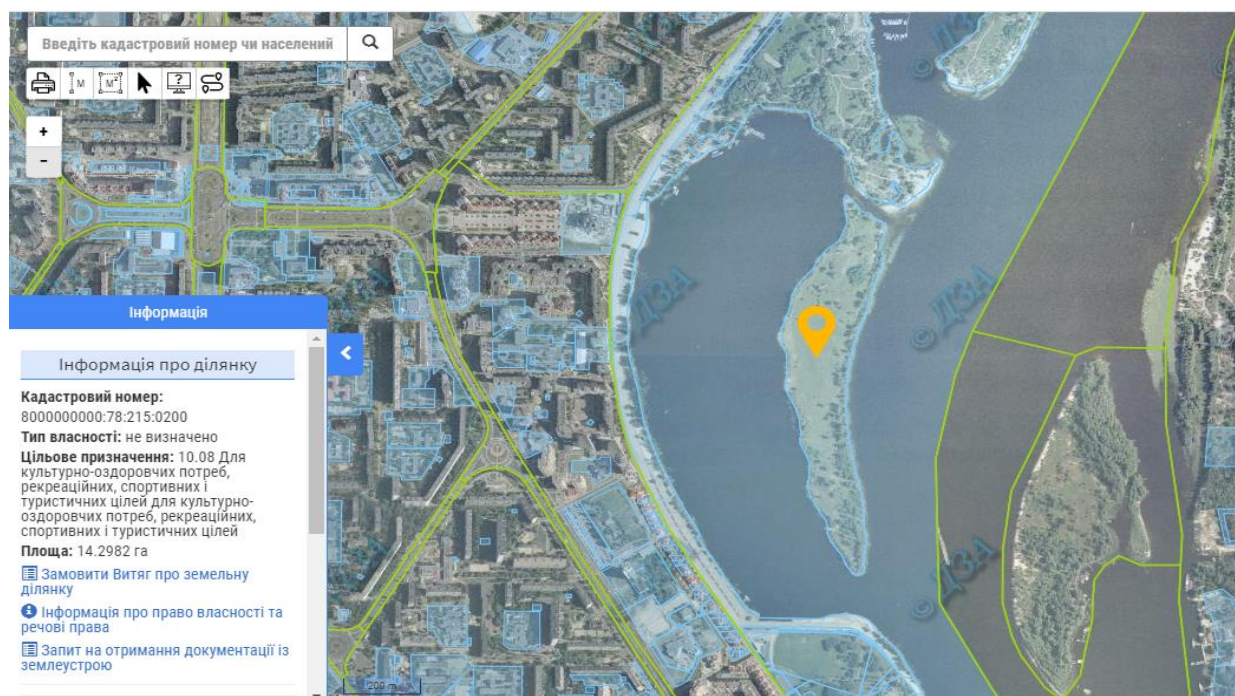 Введіть кадастровий номер чи населений
M
M²
?
+
-
© ДЗА
© ДЗА
© ДЗА
© ДЗА
Інформація
Інформація про ділянку
Кадастровий номер:
8000000000:78:215:0200
Тип власності: не визначено
Цільове призначення: 10.08 Для
культурно-оздоровчих потреб,
рекреаційних, спортивних і
туристичних цілей для культурно-
оздоровчих потреб, рекреаційних,
спортивних і туристичних цілей
Площа: 14.2982 га
Замовити Витяг про земельну
ділянку
Інформація про право власності та
речові права
Запит на отримання документації із
землеустрою
200 m